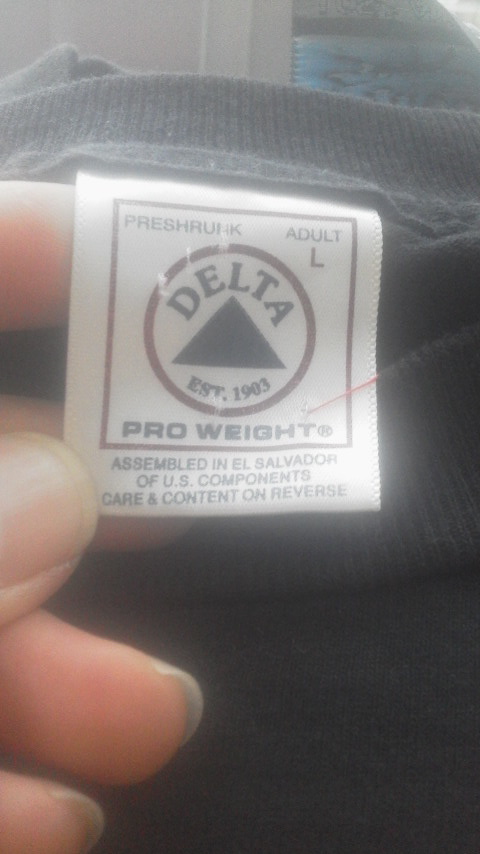 PRESHRUNK ADULT
L
DELTA
EST. 1903
PRO WEIGHT®
ASSEMBLED IN EL SALVADOR
OF U.S. COMPONENTS
CARE & CONTENT ON REVERSE